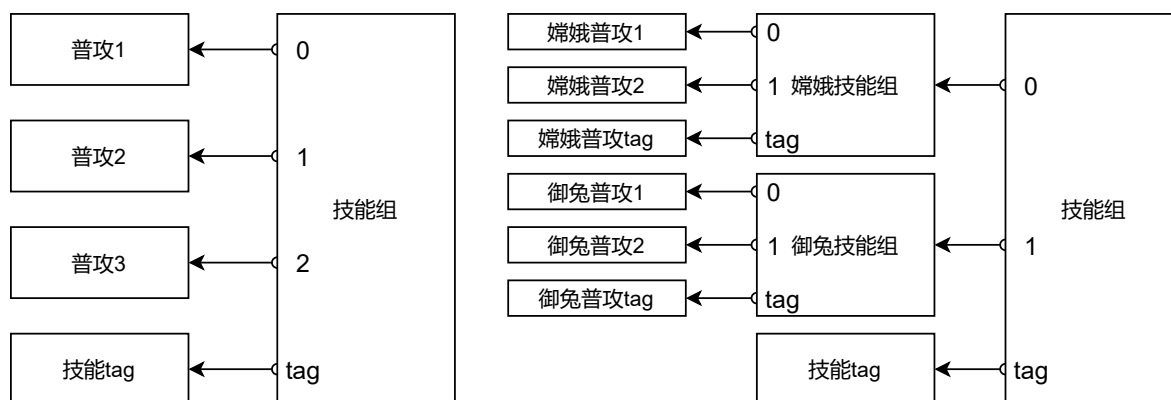 普攻1
0
普攻2
1
技能组
普攻3
2
技能tag
tag
嫦娥普攻1
0
嫦娥普攻2
1 嫦娥技能组
嫦娥普攻tag
tag
0
御兔普攻1
0
御兔普攻2
1 御兔技能组
御兔普攻tag
tag
技能组
1
技能tag
tag